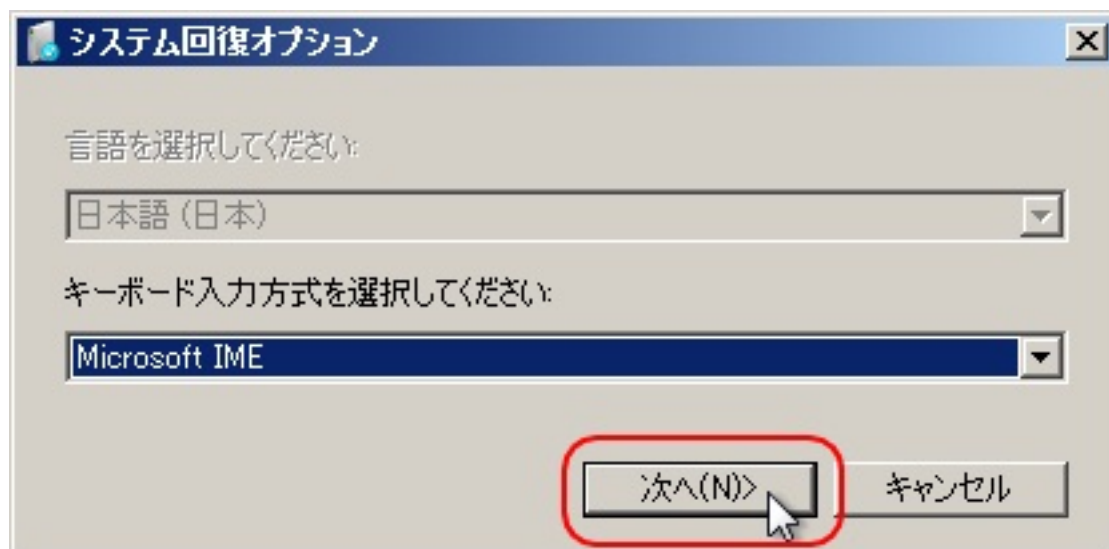 システム回復オプション
言語を選択してください:
日本語 (日本)
キーボード入力方式を選択してください:
Microsoft IME
次へ(N)>
キャンセル